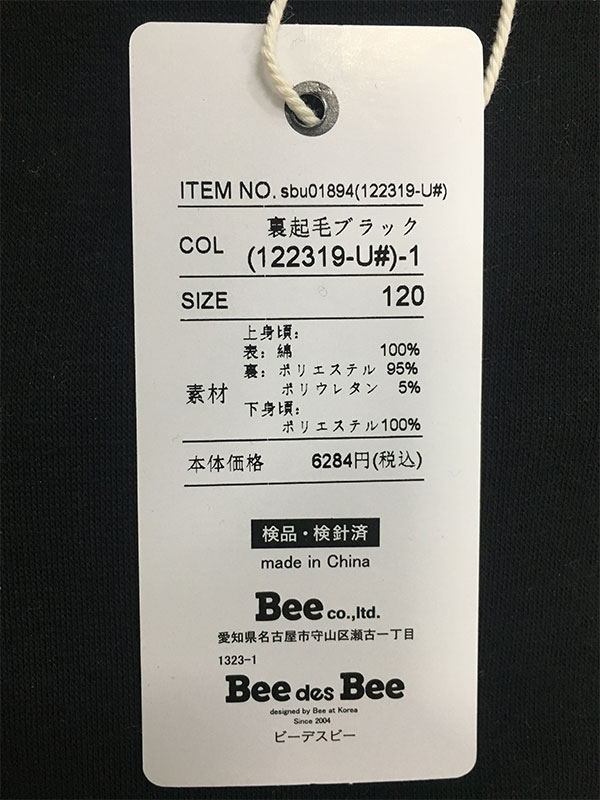 ITEM NO. sbu01894(122319-U#)
COL 裏起毛ブラック
(122319-U#)-1
SIZE 120
上身頃:
表: 綿 100%
裏: ポリエステル 95%
素材 ポリウレタン 5%
下身頃:
ポリエステル100%
本体価格 6284円(税込)
検品・検針済
made in China
Bee co.,ltd.
愛知県名古屋市守山区瀬古一丁目
1323-1
Bee des Bee
designed by Bee at Korea
Since 2004
ビーデスビー